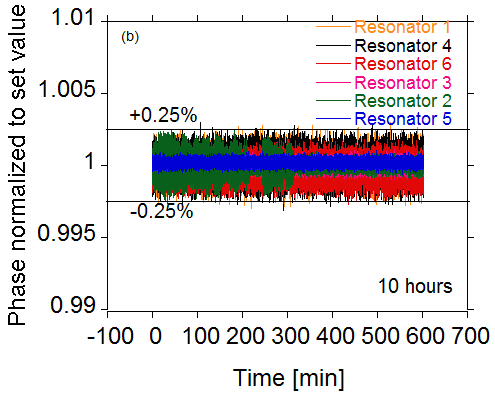 Phase normalized to set value
1.01
1.005
1
0.995
0.99
(b)
Resonator 1
Resonator 4
Resonator 6
Resonator 3
Resonator 2
Resonator 5
+0.25%
-0.25%
10 hours
-100 0 100 200 300 400 500 600 700
Time [min]